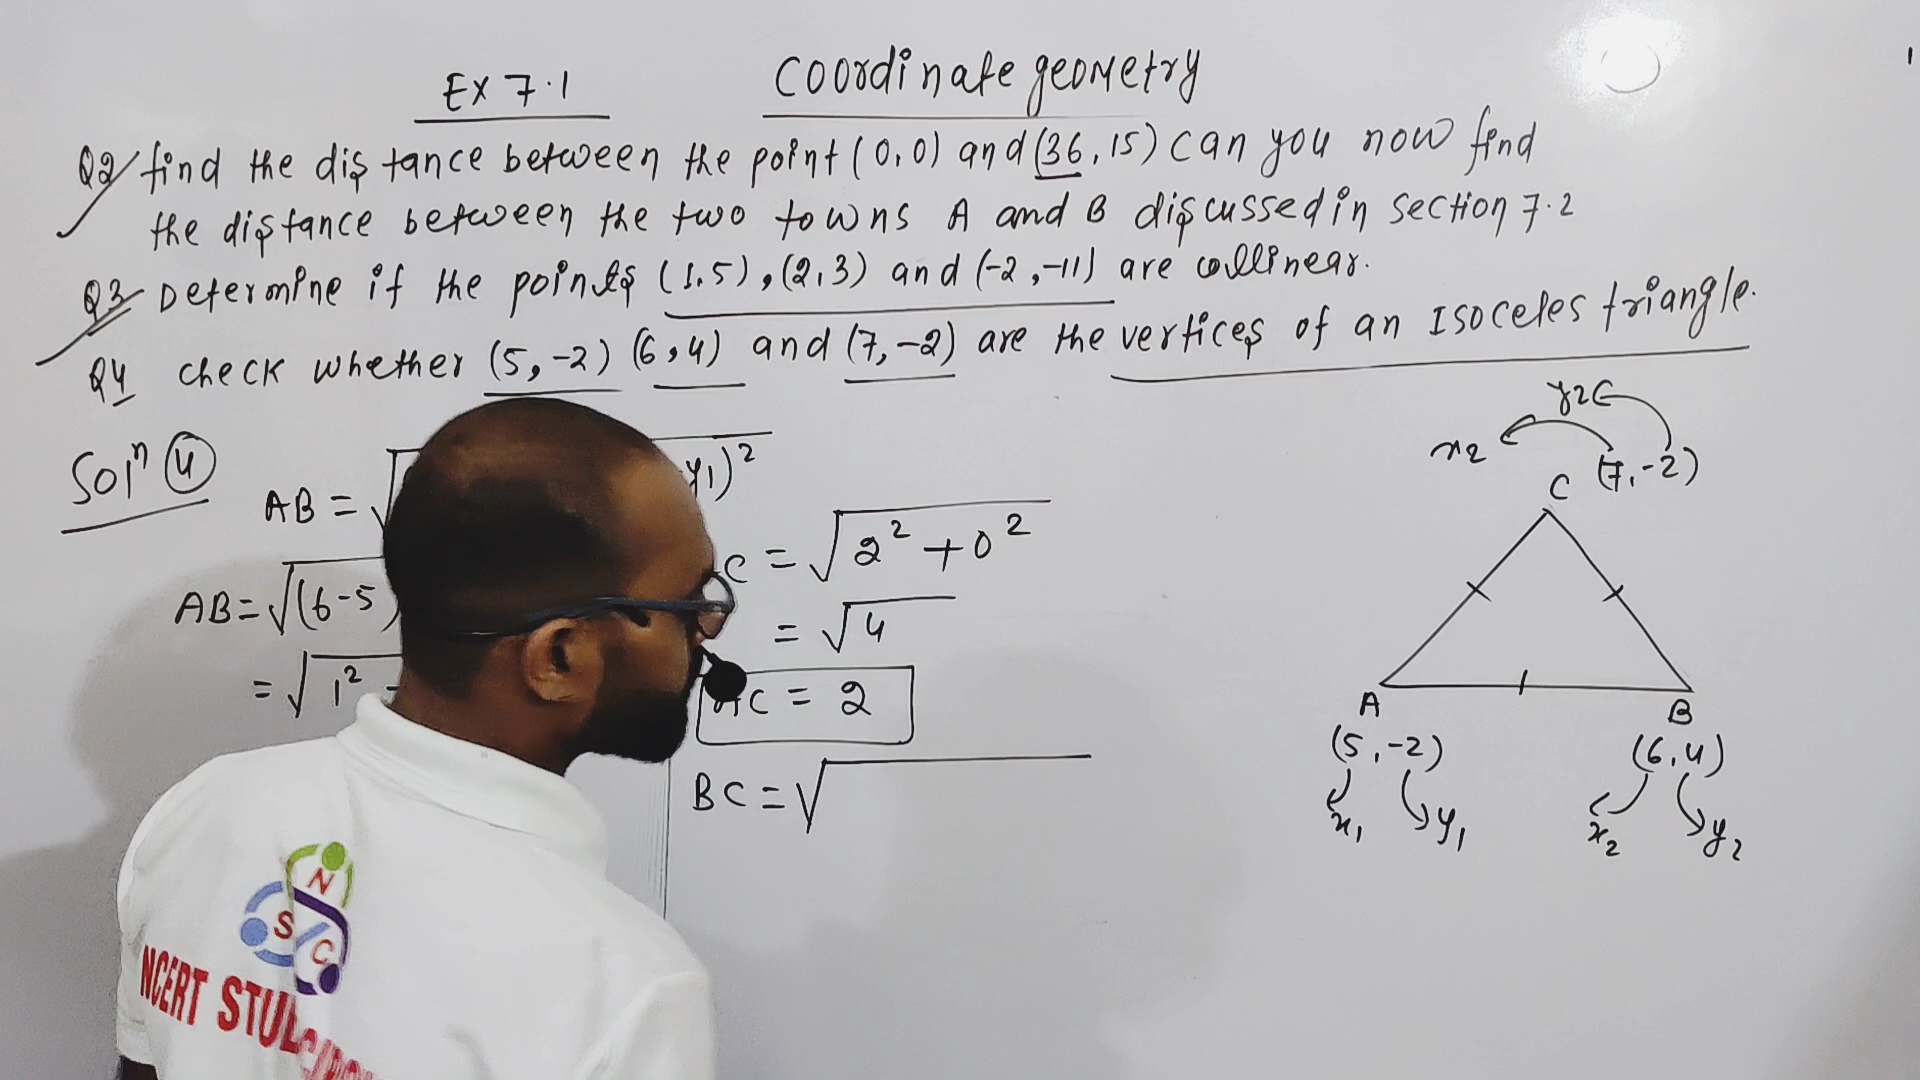 Ex 7.1 Coordinate geometry
Q2 find the distance between the point (0,0) and (36,15) can you now find
the distance between the two towns A and B discussed in section 7.2
Q3 Determine if the points (1,5), (2,3) and (-2,-11) are collinear.
Q4 check whether (5,-2) (6,4) and (7,-2) are the vertices of an Isoceles triangle.
Solⁿ 4
AB = √
y₁)²
AB = √(6-5
= √1²
C = √2² + 0²
= √4
AC = 2
BC = √
x2 y2
C (7,-2)
A B
(5,-2) (6,4)
x₁ y₁ x₂ y₂
N
S
C
NCERT